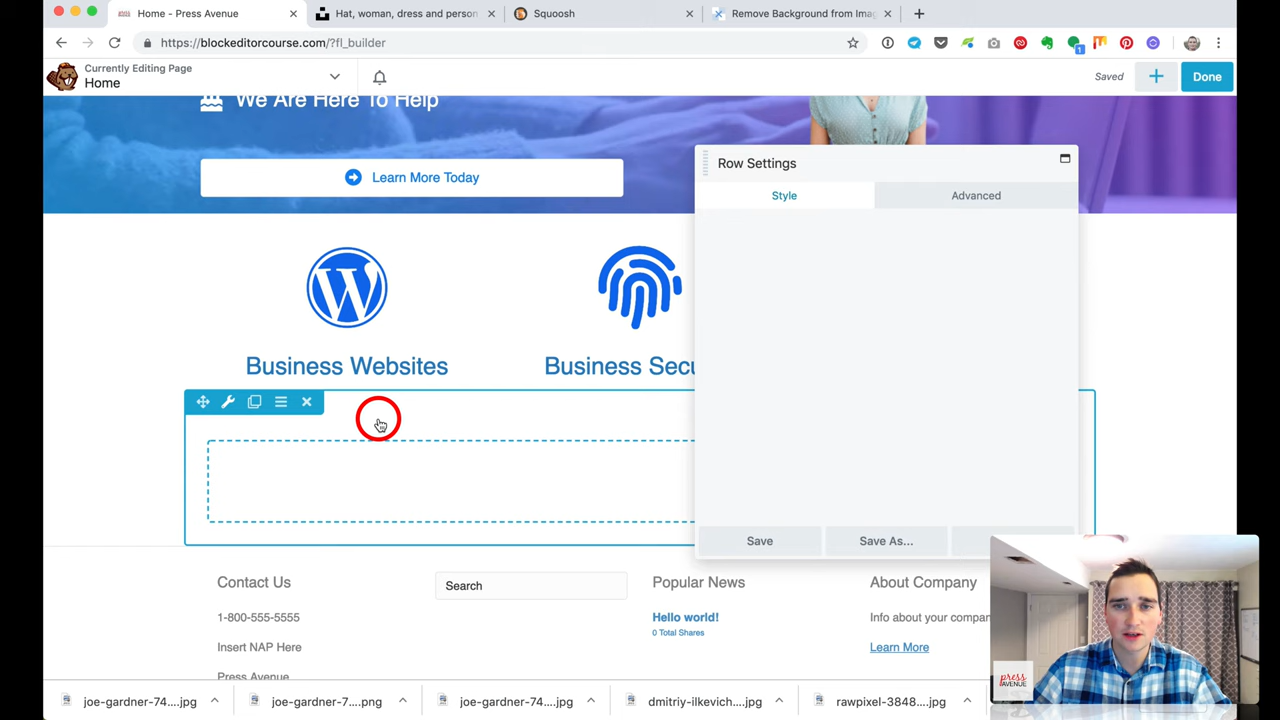 Home - Press Avenue
Hat, woman, dress and person
Squoosh
Remove Background from Imag
https://blockeditorcourse.com/?fl_builder
1
Currently Editing Page
Home
Saved
Done
We Are Here To Help
Learn More Today
Row Settings
Style
Advanced
Business Websites
Business Secu
Save
Save As...
Contact Us
Search
Popular News
About Company
1-800-555-5555
Hello world!
Info about your compan
0 Total Shares
Insert NAP Here
Learn More
Press Avenue
press
AVENUE
joe-gardner-74....jpg
joe-gardner-7....png
joe-gardner-74....jpg
dmitriy-ilkevich....jpg
rawpixel-3848....jpg